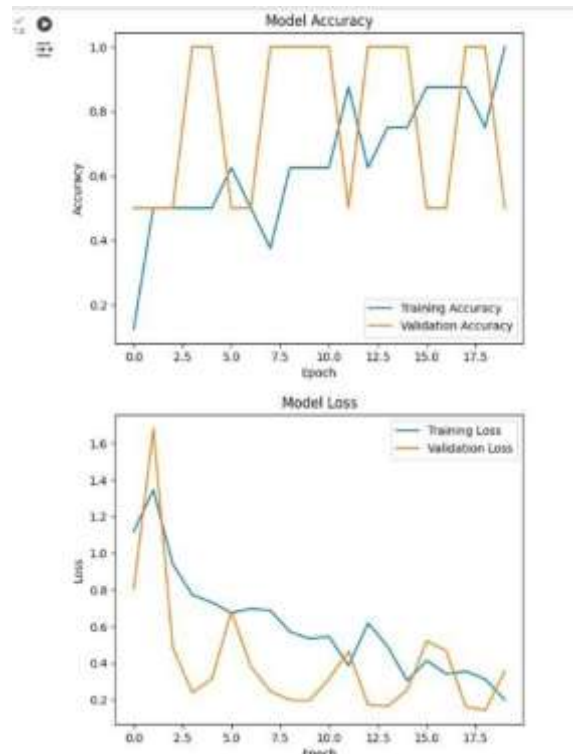 Model Accuracy
1.0
0.8
0.6
0.4
0.2
Accuracy
Training Accuracy
Validation Accuracy
0.0 2.5 5.0 7.5 10.0 12.5 15.0 17.5
Epoch
Model Loss
1.6
1.4
1.2
1.0
0.8
0.6
0.4
0.2
Loss
Training Loss
Validation Loss
0.0 2.5 5.0 7.5 10.0 12.5 15.0 17.5
Epoch